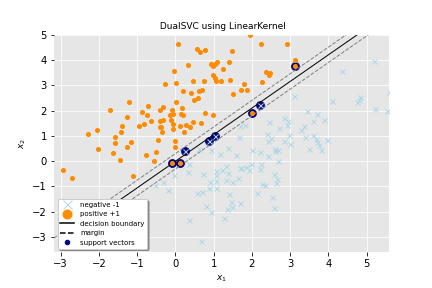 DualSVC using LinearKernel
5
4
3
2
1
0
−1
−2
−3
x₂
negative -1
positive +1
decision boundary
margin
support vectors
−3 −2 −1 0 1 2 3 4 5
x₁